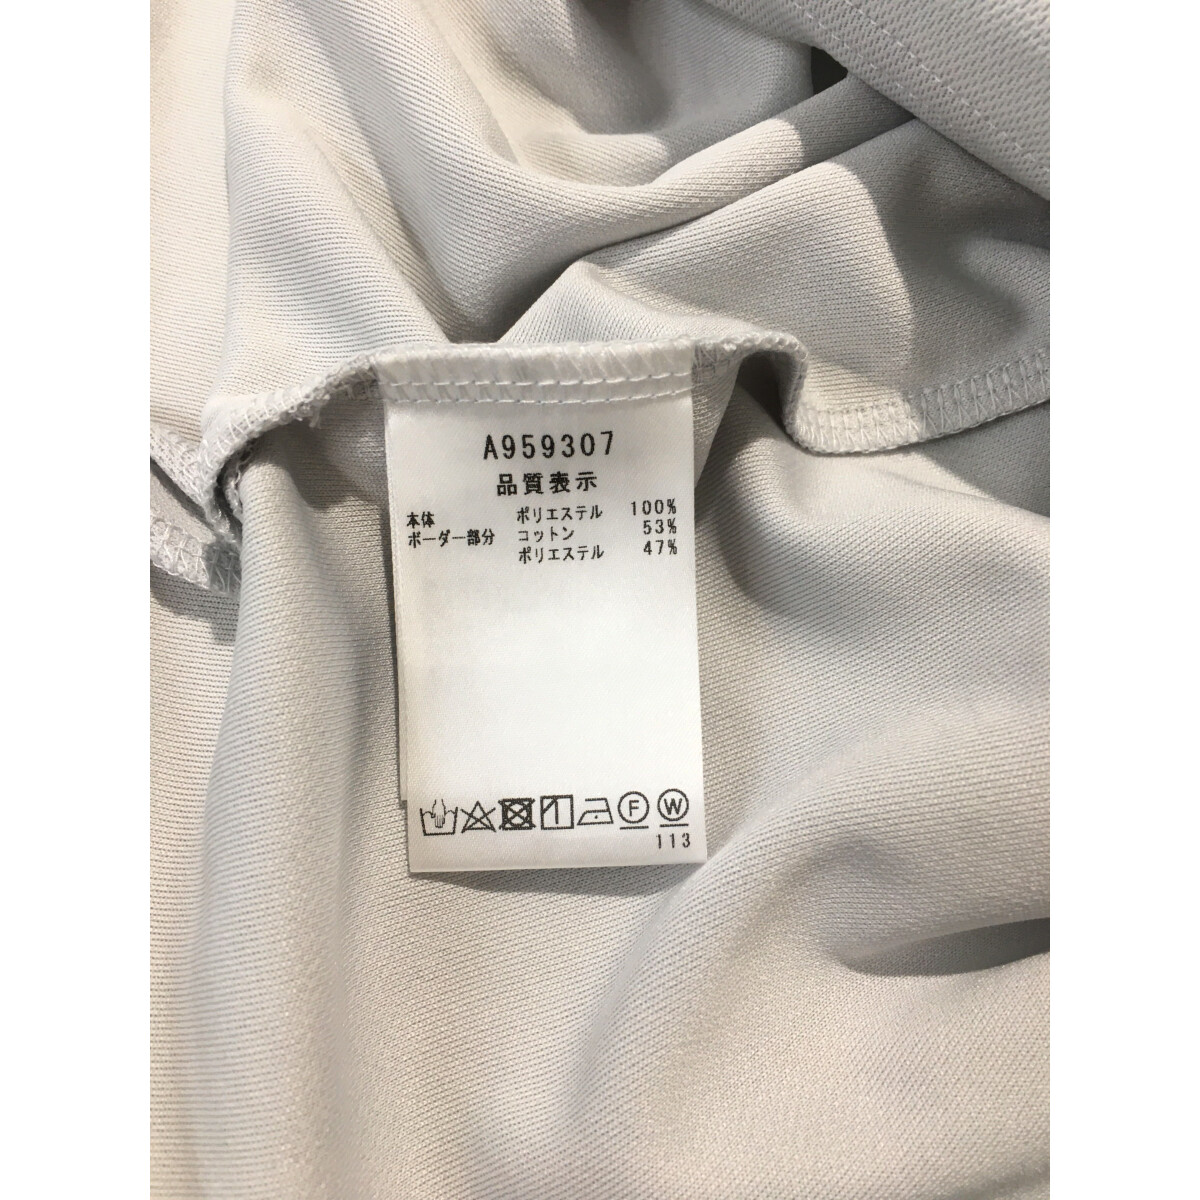 A959307
品質表示
本体 ポリエステル 100%
ボーダー部分 コットン 53%
ポリエステル 47%
F W
113